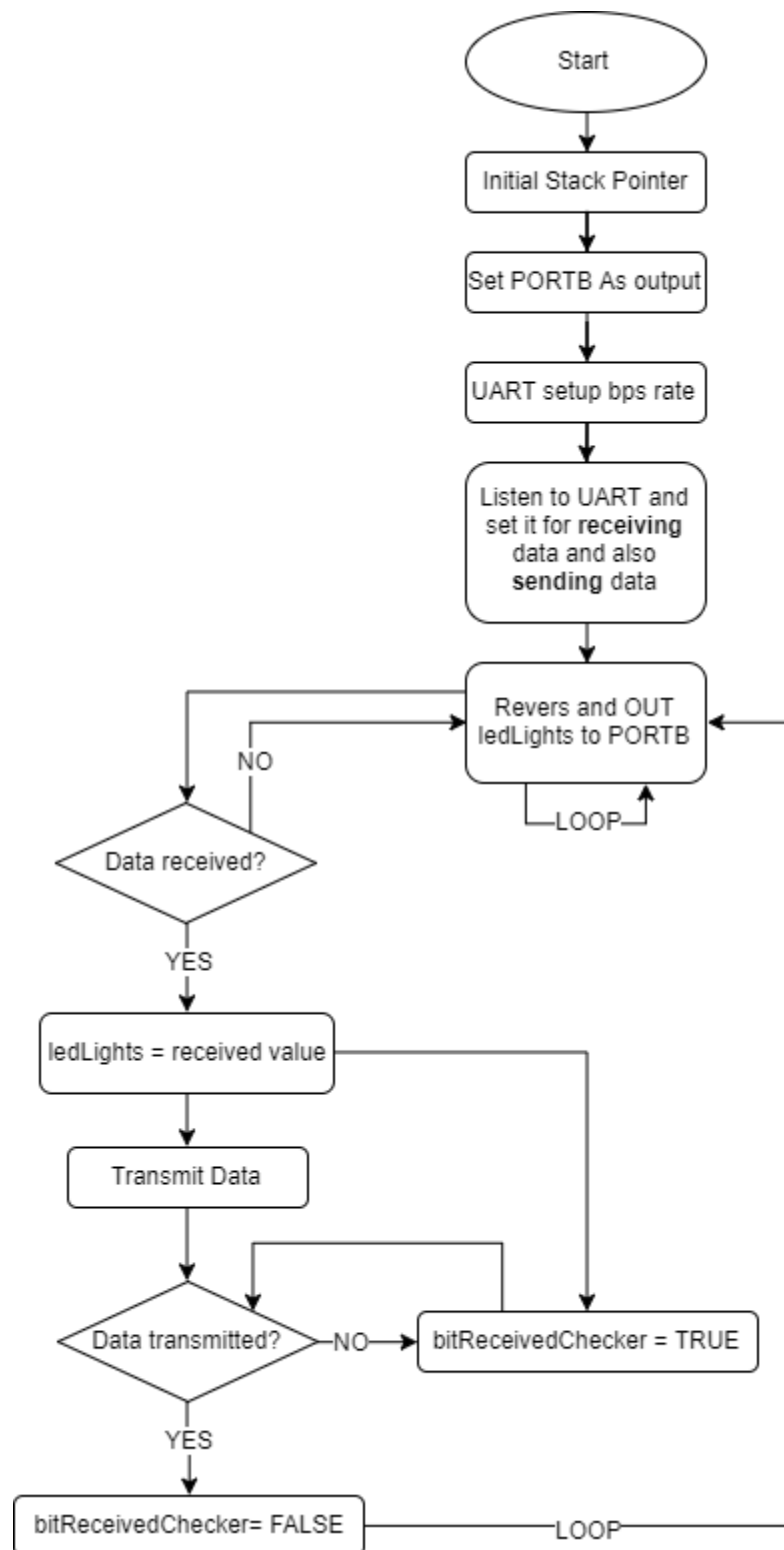 Start
Initial Stack Pointer
Set PORTB As output
UART setup bps rate
Listen to UART and
set it for receiving
data and also
sending data
Revers and OUT
ledLights to PORTB
NO
LOOP
Data received?
YES
ledLights = received value
Transmit Data
Data transmitted?
NO
bitReceivedChecker = TRUE
YES
bitReceivedChecker= FALSE
LOOP